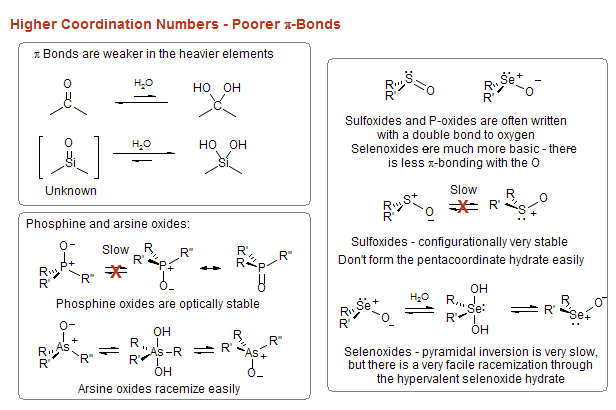 Higher Coordination Numbers - Poorer π-Bonds
π Bonds are weaker in the heavier elements
O
C
H2O
HO OH
C
O
Si
H2O
HO OH
Si
Unknown
Phosphine and arsine oxides:
O-
R P+
R' R"
Slow
X
R R"
R' P+
O-
R' R"
R P
O
Phosphine oxides are optically stable
O-
R As+
R' R"
OH
R As-R
R'
OH
R R"
R' As+
O-
Arsine oxides racemize easily
R S O
R'
R Se+ O-
R'
Sulfoxides and P-oxides are often written
with a double bond to oxygen
Selenoxides are much more basic - there
is less π-bonding with the O
R S+ O-
R'
Slow
X
R O-
R' S+
Sulfoxides - configurationally very stable
Don't form the pentacoordinate hydrate easily
R Se+ O-
R'
H2O
OH
R Se:
R'
OH
R O-
R' Se+
Selenoxides - pyramidal inversion is very slow,
but there is a very facile racemization through
the hypervalent selenoxide hydrate